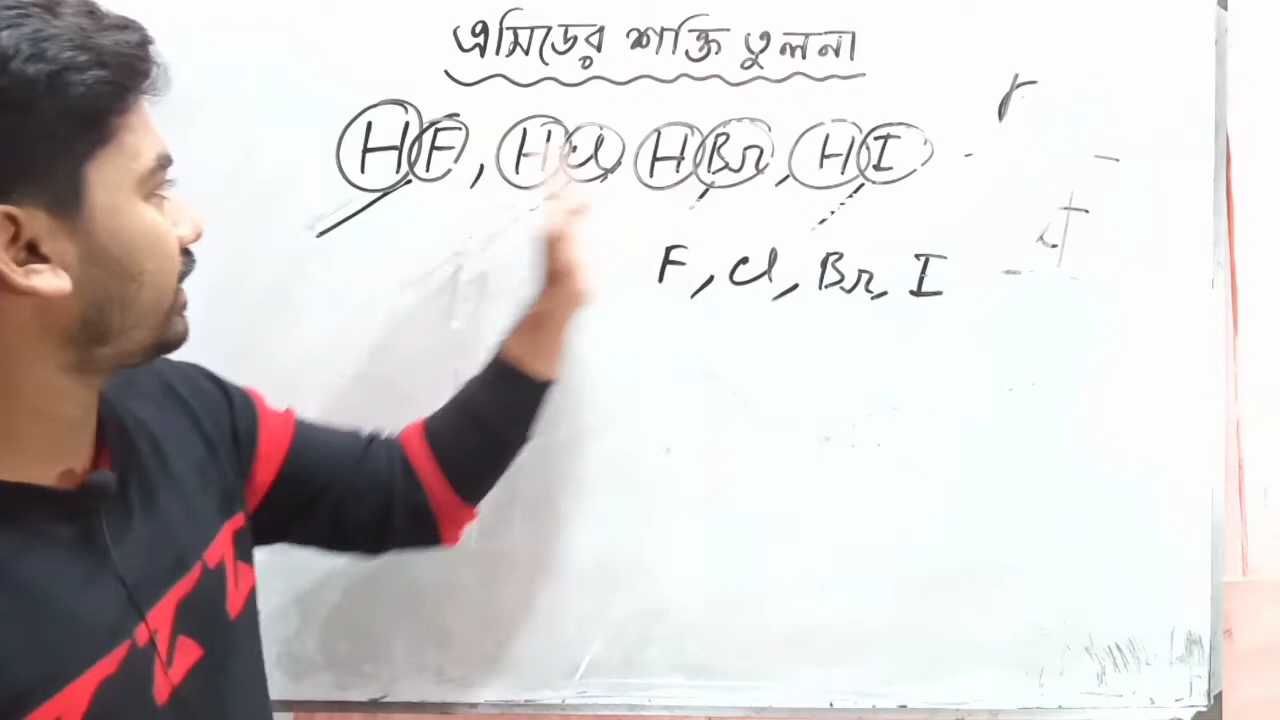 এসিডের শক্তি তুলনা
HF, HCl, HBr, HI
F, Cl, Br, I